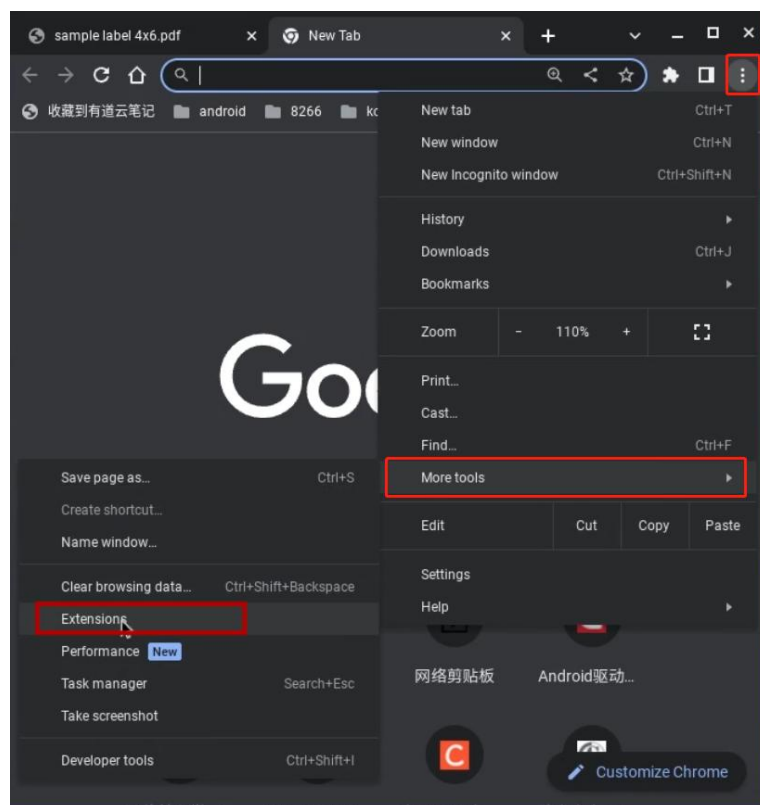 sample label 4x6.pdf
New Tab
收藏到有道云笔记 android 8266
New tab Ctrl+T
New window Ctrl+N
New Incognito window Ctrl+Shift+N
History
Downloads Ctrl+J
Bookmarks
Zoom - 110% +
Print...
Cast...
Find... Ctrl+F
More tools
Edit Cut Copy Paste
Settings
Help
Save page as... Ctrl+S
Create shortcut...
Name window...
Clear browsing data... Ctrl+Shift+Backspace
Extensions
Performance New
Task manager Search+Esc
Take screenshot
Developer tools Ctrl+Shift+I
网络剪贴板 Android驱动...
C
Customize Chrome